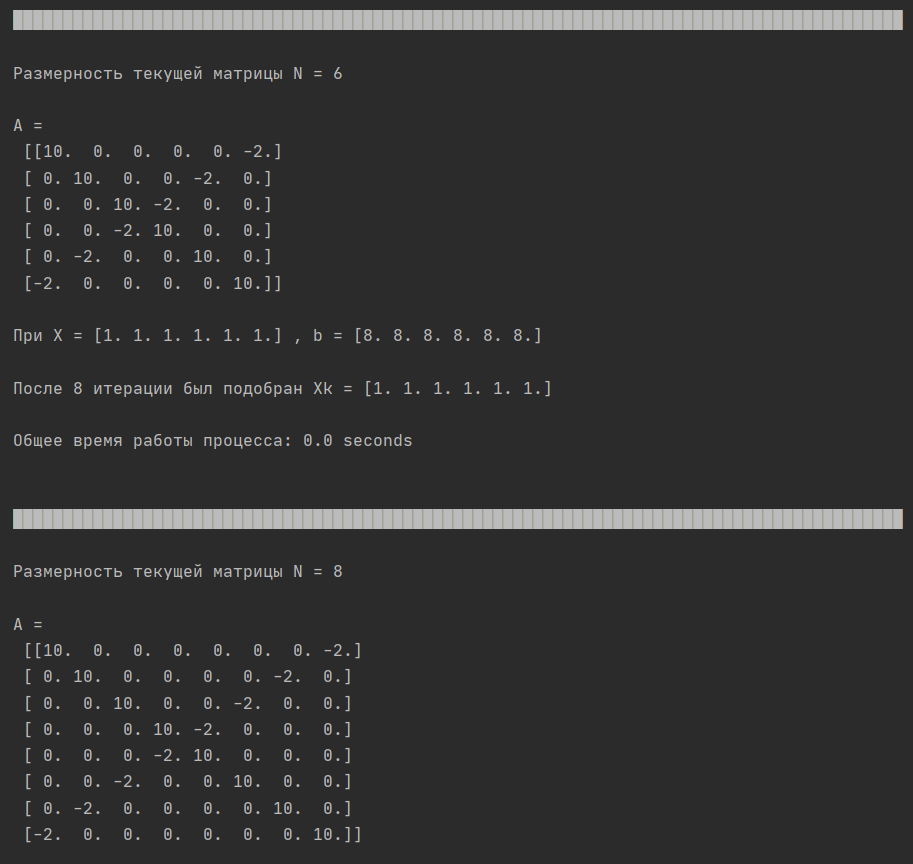 Размерность текущей матрицы N = 6
A =
[[10.  0.  0.  0.  0. -2.]
[ 0. 10.  0.  0. -2.  0.]
[ 0.  0. 10. -2.  0.  0.]
[ 0.  0. -2. 10.  0.  0.]
[ 0. -2.  0.  0. 10.  0.]
[-2.  0.  0.  0.  0. 10.]]
При X = [1. 1. 1. 1. 1. 1.] , b = [8. 8. 8. 8. 8. 8.]
После 8 итерации был подобран Xk = [1. 1. 1. 1. 1. 1.]
Общее время работы процесса: 0.0 seconds
Размерность текущей матрицы N = 8
A =
[[10.  0.  0.  0.  0.  0.  0. -2.]
[ 0. 10.  0.  0.  0.  0. -2.  0.]
[ 0.  0. 10.  0.  0. -2.  0.  0.]
[ 0.  0.  0. 10. -2.  0.  0.  0.]
[ 0.  0.  0. -2. 10.  0.  0.  0.]
[ 0.  0. -2.  0.  0. 10.  0.  0.]
[ 0. -2.  0.  0.  0.  0. 10.  0.]
[-2.  0.  0.  0.  0.  0.  0. 10.]]